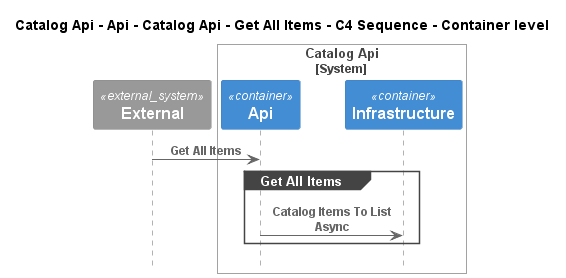 Catalog Api - Api - Catalog Api - Get All Items - C4 Sequence - Container level
Catalog Api
[System]
«external_system»
External
«container»
Api
«container»
Infrastructure
Get All Items
Get All Items
Catalog Items To List
Async